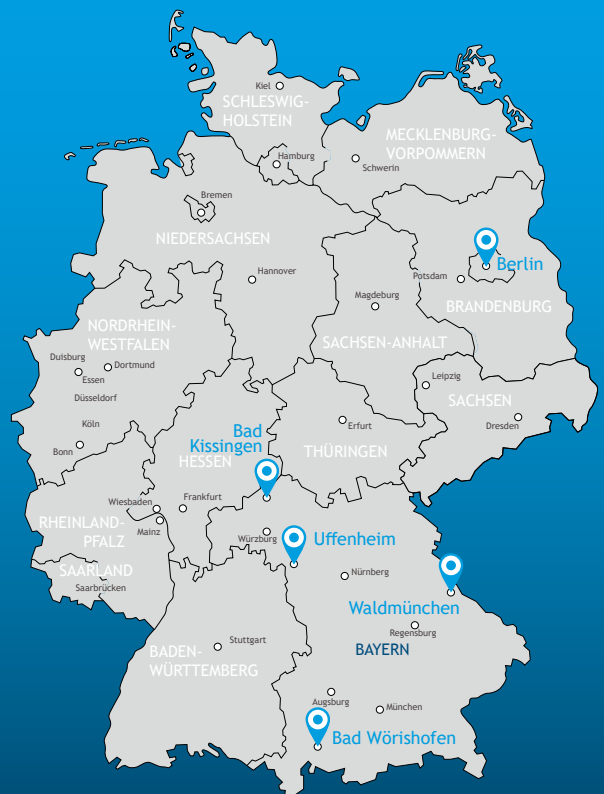 Kiel
SCHLESWIG-
HOLSTEIN
MECKLENBURG-
VORPOMMERN
Hamburg
Schwerin
Bremen
NIEDERSACHSEN
Berlin
Hannover
Potsdam
Magdeburg
BRANDENBURG
NORDRHEIN-
WESTFALEN
SACHSEN-ANHALT
Duisburg
Dortmund
Essen
Leipzig
Düsseldorf
SACHSEN
Köln
Dresden
Erfurt
Bad
Kissingen
Bonn
THÜRINGEN
HESSEN
Wiesbaden
Frankfurt
RHEINLAND-
PFALZ
Mainz
Würzburg
Uffenheim
SAARLAND
Saarbrücken
Nürnberg
Waldmünchen
Regensburg
Stuttgart
BADEN-
WÜRTTEMBERG
BAYERN
Augsburg
München
Bad Wörishofen